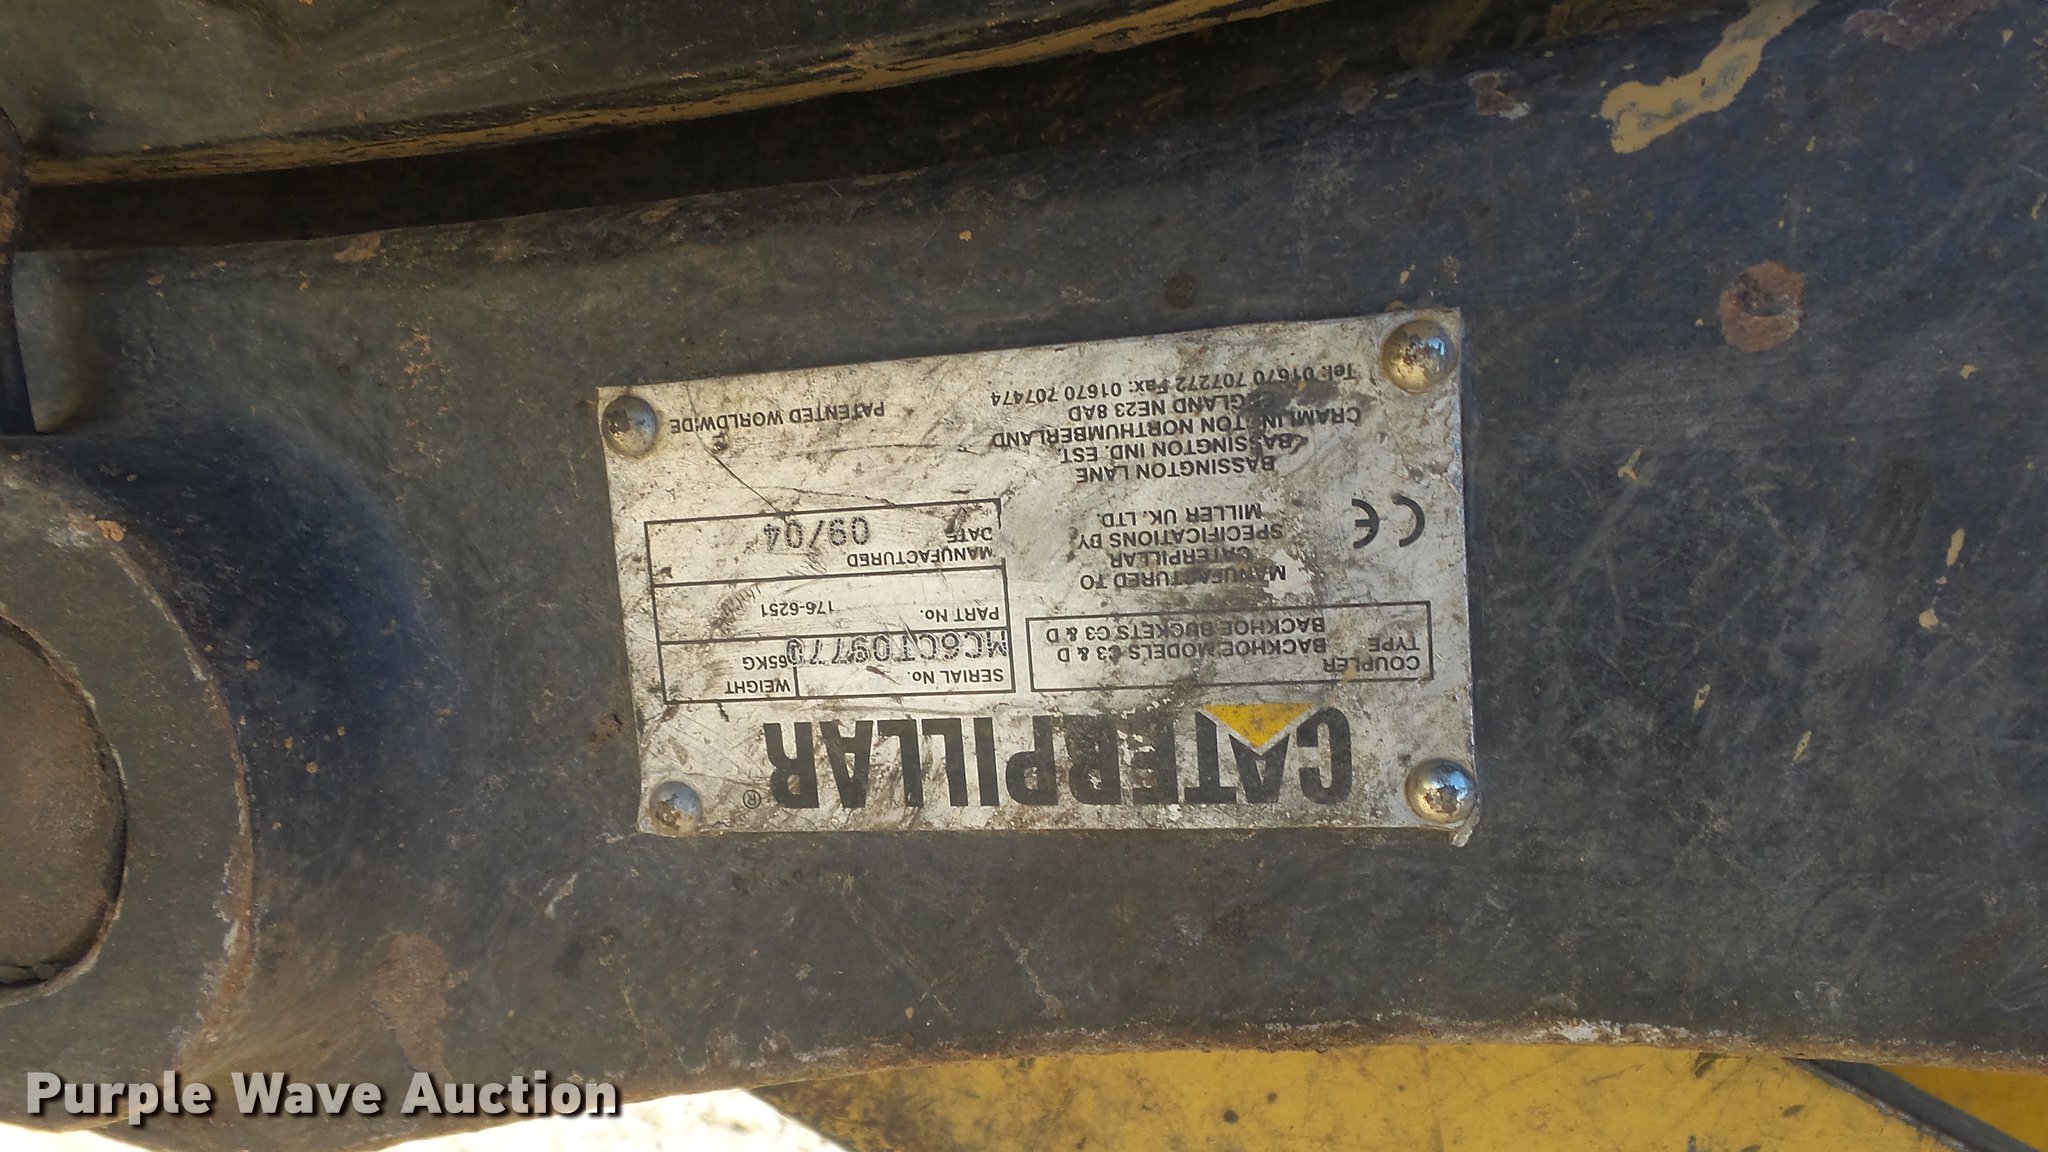 CATERPILLAR®
COUPLER
TYPE
BACKHOE MODELS C3 & D
BACKHOE BUCKETS C3 & D
SERIAL No.
MC6CT09770
WEIGHT
65KG
PART No. 176-6251
MANUFACTURED
DATE
09/04
CE
MANUFACTURED TO
CATERPILLAR
SPECIFICATIONS BY
MILLER UK. LTD.
BASSINGTON LANE
BASSINGTON IND. EST.
CRAMLINGTON NORTHUMBERLAND
ENGLAND NE23 8AD
Tel: 01670 707272 Fax: 01670 707474
PATENTED WORLDWIDE
Purple Wave Auction